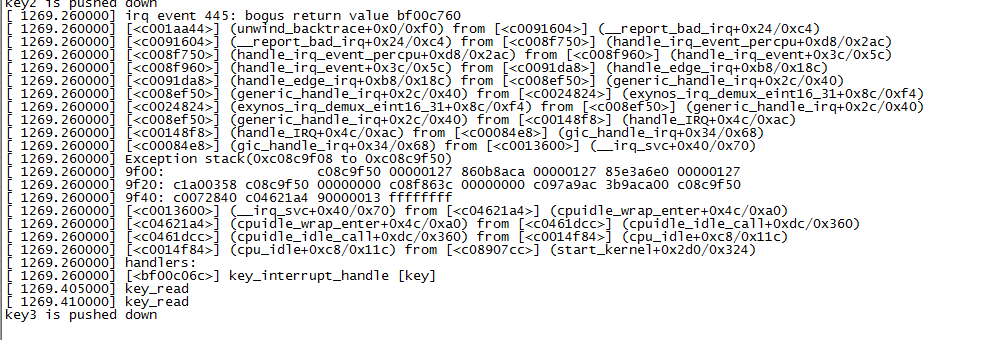 key2 is pushed down
[ 1269.260000] irq event 445: bogus return value bf00c760
[ 1269.260000] [<c001aa44>] (unwind_backtrace+0x0/0xf0) from [<c0091604>] (__report_bad_irq+0x24/0xc4)
[ 1269.260000] [<c0091604>] (__report_bad_irq+0x24/0xc4) from [<c008f750>] (handle_irq_event_percpu+0xd8/0x2ac)
[ 1269.260000] [<c008f750>] (handle_irq_event_percpu+0xd8/0x2ac) from [<c008f960>] (handle_irq_event+0x3c/0x5c)
[ 1269.260000] [<c008f960>] (handle_irq_event+0x3c/0x5c) from [<c0091da8>] (handle_edge_irq+0xb8/0x18c)
[ 1269.260000] [<c0091da8>] (handle_edge_irq+0xb8/0x18c) from [<c008ef50>] (generic_handle_irq+0x2c/0x40)
[ 1269.260000] [<c008ef50>] (generic_handle_irq+0x2c/0x40) from [<c0024824>] (exynos_irq_demux_eint16_31+0x8c/0xf4)
[ 1269.260000] [<c0024824>] (exynos_irq_demux_eint16_31+0x8c/0xf4) from [<c008ef50>] (generic_handle_irq+0x2c/0x40)
[ 1269.260000] [<c008ef50>] (generic_handle_irq+0x2c/0x40) from [<c00148f8>] (handle_IRQ+0x4c/0xac)
[ 1269.260000] [<c00148f8>] (handle_IRQ+0x4c/0xac) from [<c00084e8>] (gic_handle_irq+0x34/0x68)
[ 1269.260000] [<c00084e8>] (gic_handle_irq+0x34/0x68) from [<c0013600>] (__irq_svc+0x40/0x70)
[ 1269.260000] Exception stack(0xc08c9f08 to 0xc08c9f50)
[ 1269.260000] 9f00: c08c9f50 00000127 860b8aca 00000127 85e3a6e0 00000127
[ 1269.260000] 9f20: c1a00358 c08c9f50 00000000 c08f863c 00000000 c097a9ac 3b9aca00 c08c9f50
[ 1269.260000] 9f40: c0072840 c04621a4 90000013 ffffffff
[ 1269.260000] [<c0013600>] (__irq_svc+0x40/0x70) from [<c04621a4>] (cpuidle_wrap_enter+0x4c/0xa0)
[ 1269.260000] [<c04621a4>] (cpuidle_wrap_enter+0x4c/0xa0) from [<c0461dcc>] (cpuidle_idle_call+0xdc/0x360)
[ 1269.260000] [<c0461dcc>] (cpuidle_idle_call+0xdc/0x360) from [<c0014f84>] (cpu_idle+0xc8/0x11c)
[ 1269.260000] [<c0014f84>] (cpu_idle+0xc8/0x11c) from [<c08907cc>] (start_kernel+0x2d0/0x324)
[ 1269.260000] handlers:
[ 1269.260000] [<bf00c06c>] key_interrupt_handle [key]
[ 1269.405000] key_read
[ 1269.410000] key_read
key3 is pushed down